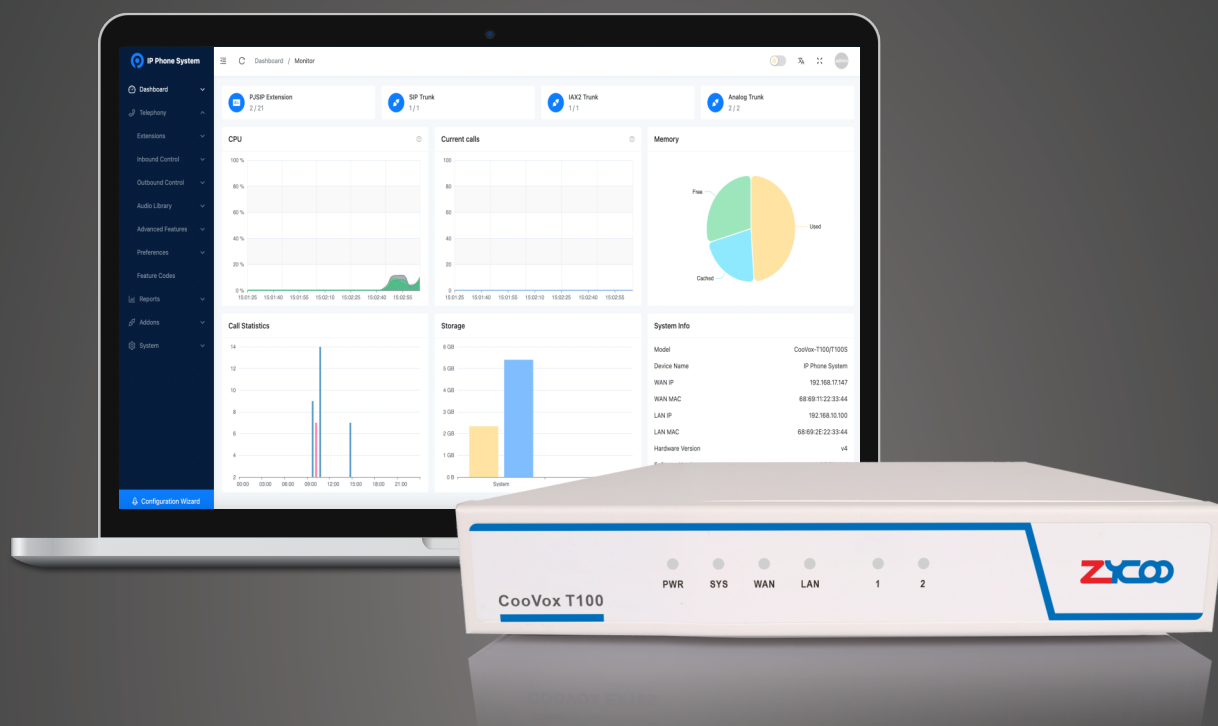 IP Phone System
Dashboard / Monitor
Dashboard
Telephony
Extensions
Inbound Control
Outbound Control
Audio Library
Advanced Features
Preferences
Feature Codes
Reports
Addons
System
Configuration Wizard
PJSIP Extension
2 / 21
SIP Trunk
1 / 1
IAX2 Trunk
1 / 1
Analog Trunk
2 / 2
CPU
100 %
80 %
60 %
40 %
20 %
0 %
15:01:25 15:01:40 15:01:55 15:02:10 15:02:25 15:02:40 15:02:55
Current calls
100
80
60
40
20
0
15:01:25 15:01:40 15:01:55 15:02:10 15:02:25 15:02:40 15:02:55
Memory
Free
Used
Cached
Call Statistics
14
12
10
8
6
4
2
00:00 03:00 06:00 09:00 12:00 15:00 18:00 21:00
Storage
6 GB
5 GB
4 GB
3 GB
2 GB
1 GB
0 B
System
System Info
Model CooVox-T100/T100S
Device Name IP Phone System
WAN IP 192.168.17.147
WAN MAC 68:69:11:22:33:44
LAN IP 192.168.10.100
LAN MAC 68:69:2E:22:33:44
Hardware Version v4
PWR SYS WAN LAN 1 2
CooVox T100
ZYCOO